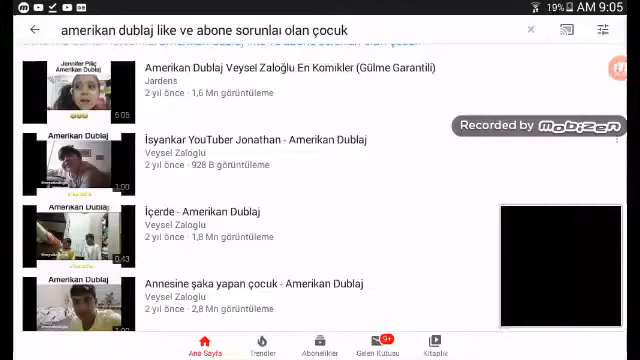 19% AM 9:05
amerikan dublaj like ve abone sorunlaı olan çocuk
Jennifer Piliç
Amerikan Dublaj
6:05
Amerikan Dublaj Veysel Zaloğlu En Komikler (Gülme Garantili)
Jardens
2 yıl önce · 1,6 Mn görüntüleme
Recorded by mobizen
Amerikan Dublaj
1:00
İsyankar YouTuber Jonathan - Amerikan Dublaj
Veysel Zaloglu
2 yıl önce · 928 B görüntüleme
Amerikan Dublaj
0:43
İçerde - Amerikan Dublaj
Veysel Zaloglu
2 yıl önce · 1,8 Mn görüntüleme
Amerikan Dublaj
1:00
Annesine şaka yapan çocuk - Amerikan Dublaj
Veysel Zaloglu
2 yıl önce · 2,8 Mn görüntüleme
9+
Ana Sayfa Trendler Abonelikler Gelen Kutusu Kitaplık